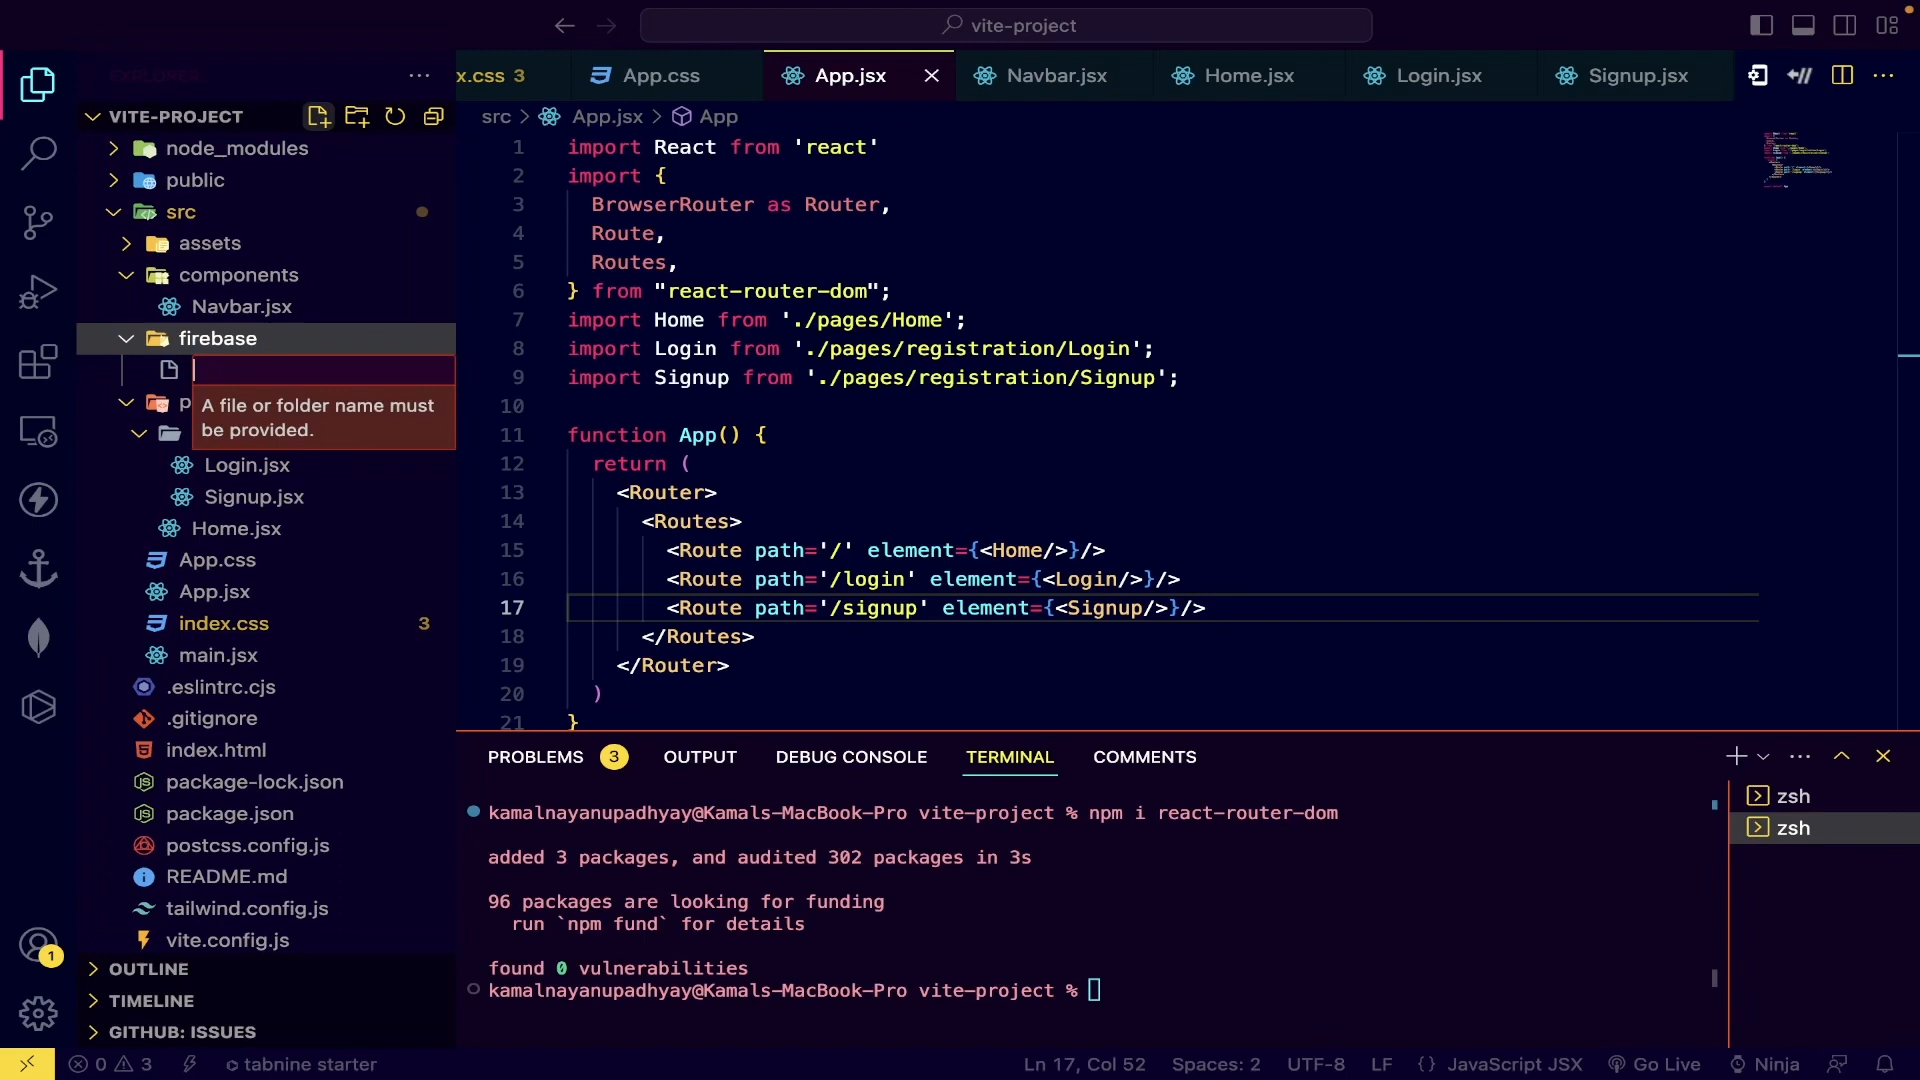 vite-project
EXPLORER
x.css 3
App.css
App.jsx
Navbar.jsx
Home.jsx
Login.jsx
Signup.jsx
VITE-PROJECT
node_modules
public
src
assets
components
Navbar.jsx
firebase
A file or folder name must
be provided.
p
Login.jsx
Signup.jsx
Home.jsx
App.css
App.jsx
index.css 3
main.jsx
.eslintrc.cjs
.gitignore
index.html
package-lock.json
package.json
postcss.config.js
README.md
tailwind.config.js
vite.config.js
OUTLINE
TIMELINE
GITHUB: ISSUES
1
src > App.jsx > App
1 import React from 'react'
2 import {
3 BrowserRouter as Router,
4 Route,
5 Routes,
6 } from "react-router-dom";
7 import Home from './pages/Home';
8 import Login from './pages/registration/Login';
9 import Signup from './pages/registration/Signup';
10
11 function App() {
12 return (
13 <Router>
14 <Routes>
15 <Route path='/' element={<Home/>}/>
16 <Route path='/login' element={<Login/>}/>
17 <Route path='/signup' element={<Signup/>}/>
18 </Routes>
19 </Router>
20 )
21 }
PROBLEMS 3 OUTPUT DEBUG CONSOLE TERMINAL COMMENTS
kamalnayanupadhyay@Kamals-MacBook-Pro vite-project % npm i react-router-dom
added 3 packages, and audited 302 packages in 3s
96 packages are looking for funding
run `npm fund` for details
found 0 vulnerabilities
kamalnayanupadhyay@Kamals-MacBook-Pro vite-project %
zsh
zsh
0 3 tabnine starter
Ln 17, Col 52 Spaces: 2 UTF-8 LF {} JavaScript JSX Go Live Ninja